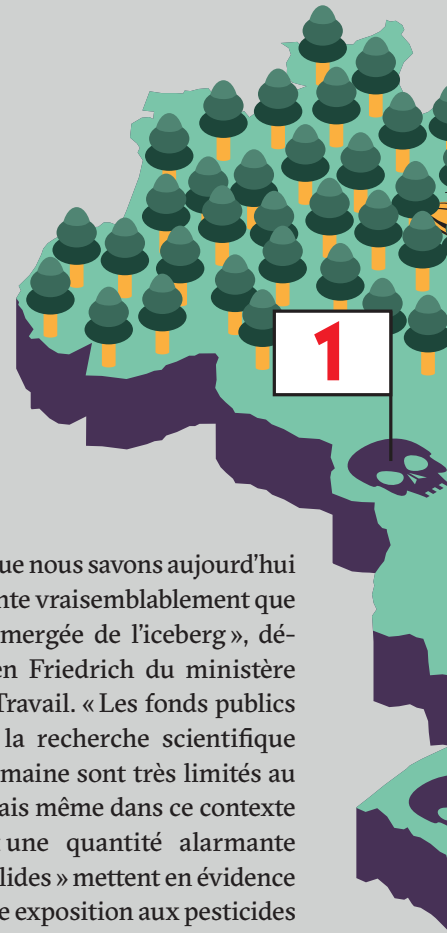 1
ue nous savons aujourd'hui
nte vraisemblablement que
mergée de l'iceberg », dé-
en Friedrich du ministère
Travail. « Les fonds publics
la recherche scientifique
maine sont très limités au
ais même dans ce contexte
une quantité alarmante
lides » mettent en évidence
e exposition aux pesticides